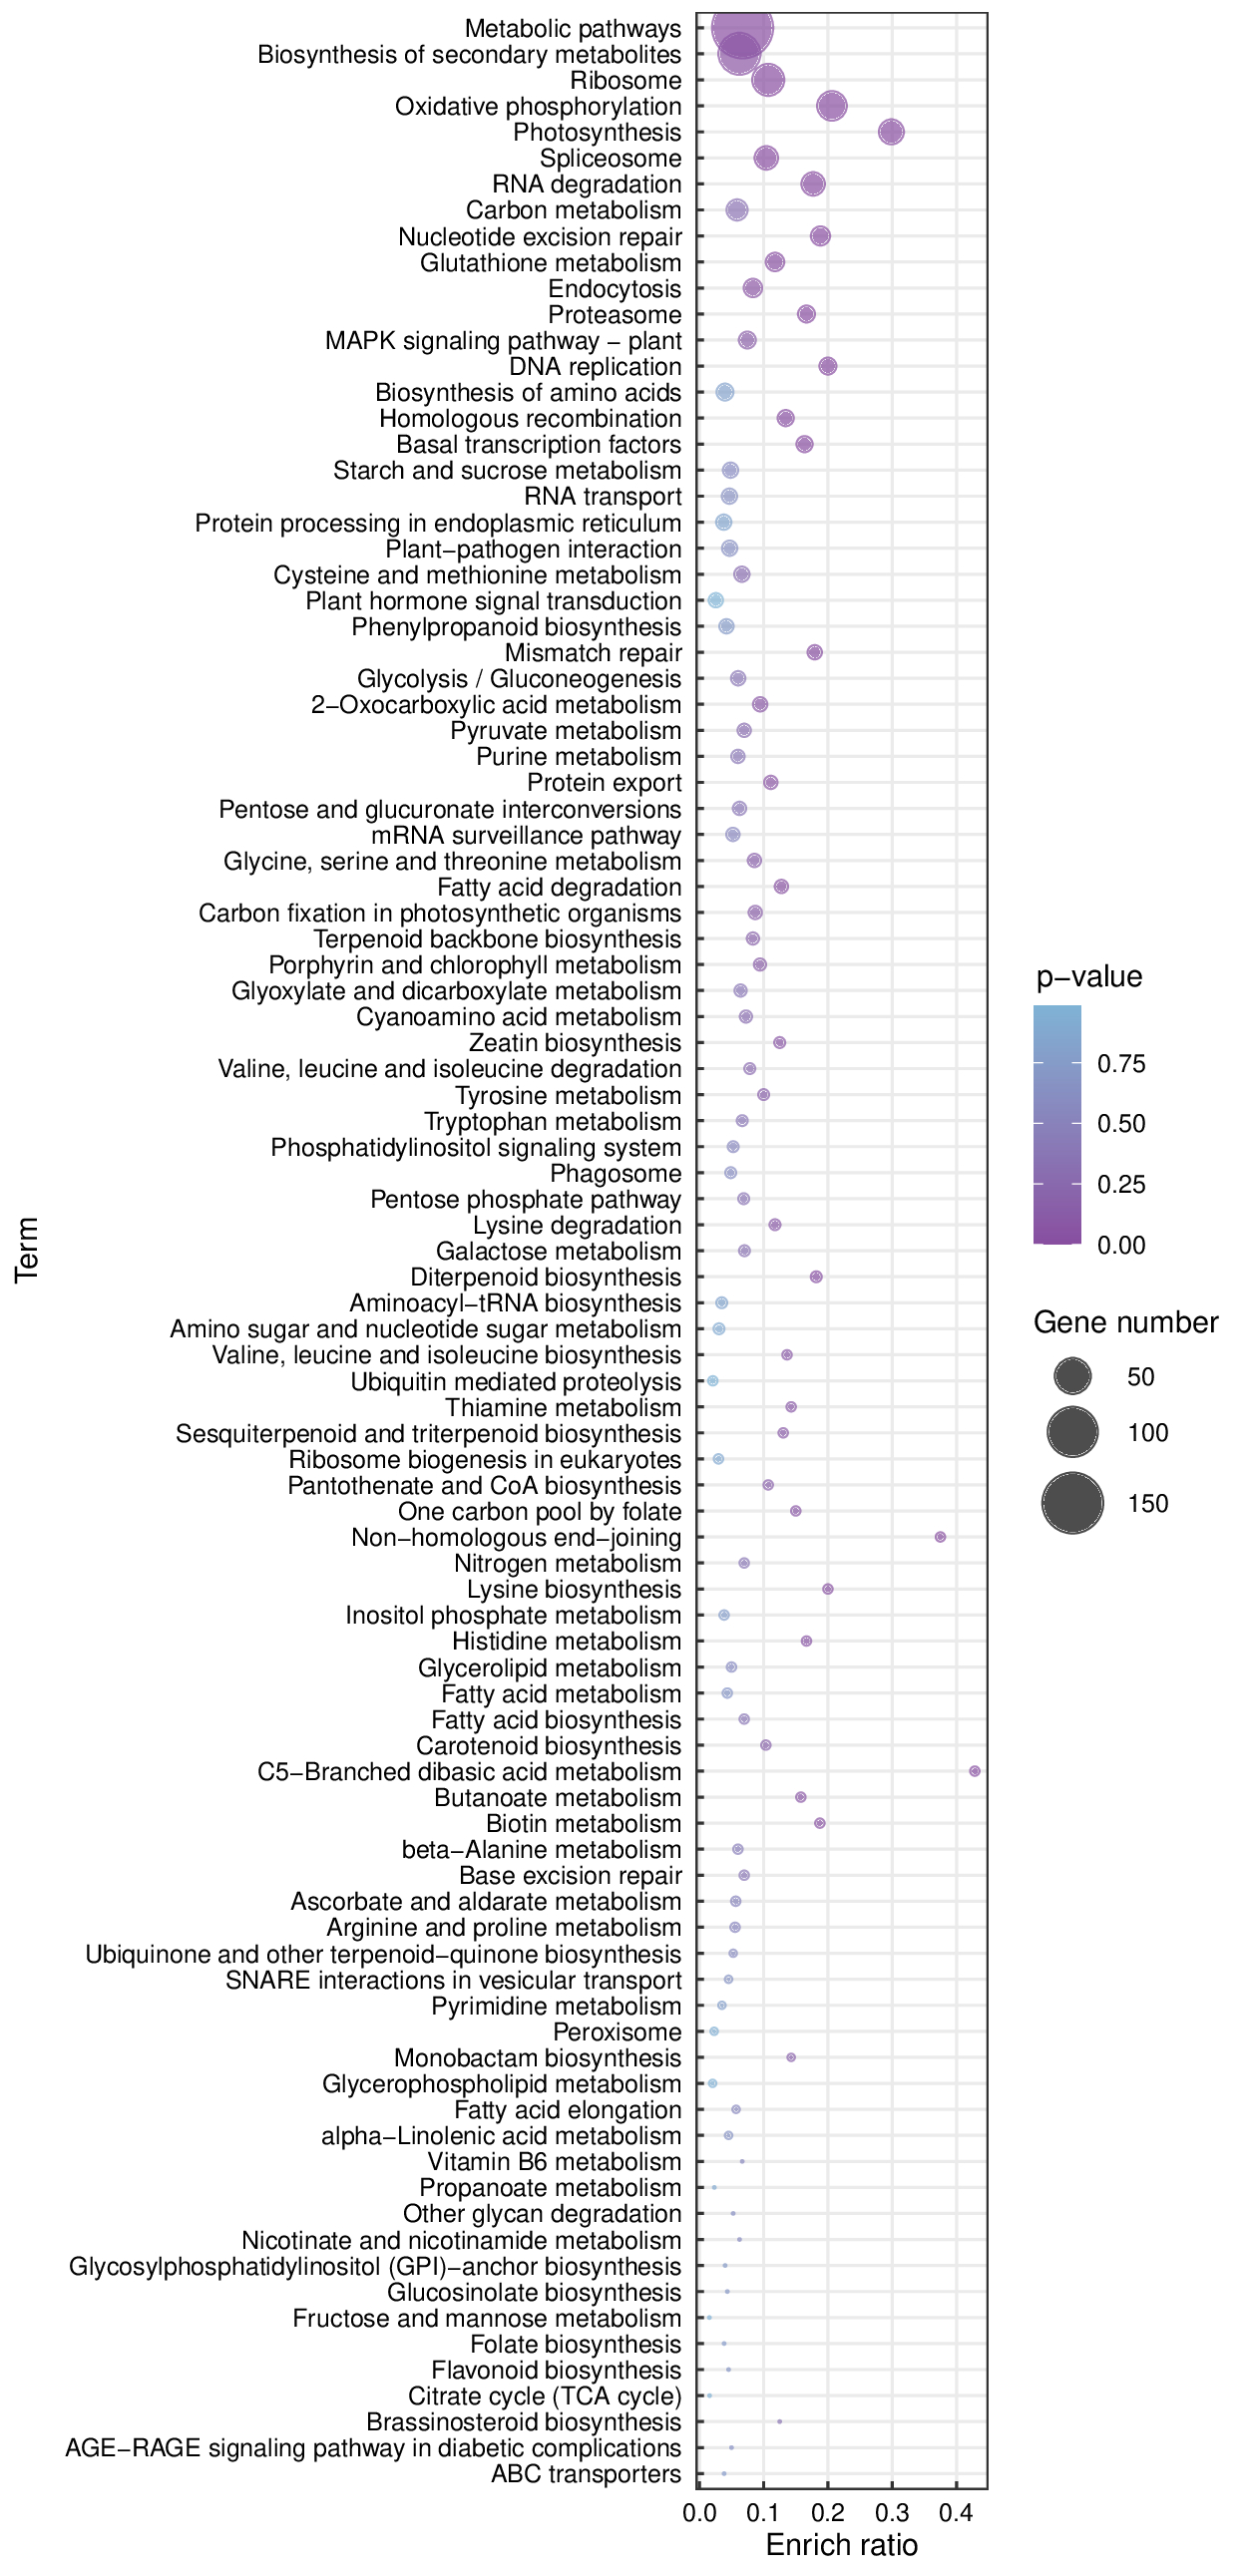 Metabolic pathways
Biosynthesis of secondary metabolites
Ribosome
Oxidative phosphorylation
Photosynthesis
Spliceosome
RNA degradation
Carbon metabolism
Nucleotide excision repair
Glutathione metabolism
Endocytosis
Proteasome
MAPK signaling pathway − plant
DNA replication
Biosynthesis of amino acids
Homologous recombination
Basal transcription factors
Starch and sucrose metabolism
RNA transport
Protein processing in endoplasmic reticulum
Plant−pathogen interaction
Cysteine and methionine metabolism
Plant hormone signal transduction
Phenylpropanoid biosynthesis
Mismatch repair
Glycolysis / Gluconeogenesis
2−Oxocarboxylic acid metabolism
Pyruvate metabolism
Purine metabolism
Protein export
Pentose and glucuronate interconversions
mRNA surveillance pathway
Glycine, serine and threonine metabolism
Fatty acid degradation
Carbon fixation in photosynthetic organisms
Terpenoid backbone biosynthesis
Porphyrin and chlorophyll metabolism
Glyoxylate and dicarboxylate metabolism
Cyanoamino acid metabolism
Zeatin biosynthesis
Valine, leucine and isoleucine degradation
Tyrosine metabolism
Tryptophan metabolism
Phosphatidylinositol signaling system
Phagosome
Pentose phosphate pathway
Lysine degradation
Galactose metabolism
Diterpenoid biosynthesis
Aminoacyl−tRNA biosynthesis
Amino sugar and nucleotide sugar metabolism
Valine, leucine and isoleucine biosynthesis
Ubiquitin mediated proteolysis
Thiamine metabolism
Sesquiterpenoid and triterpenoid biosynthesis
Ribosome biogenesis in eukaryotes
Pantothenate and CoA biosynthesis
One carbon pool by folate
Non−homologous end−joining
Nitrogen metabolism
Lysine biosynthesis
Inositol phosphate metabolism
Histidine metabolism
Glycerolipid metabolism
Fatty acid metabolism
Fatty acid biosynthesis
Carotenoid biosynthesis
C5−Branched dibasic acid metabolism
Butanoate metabolism
Biotin metabolism
beta−Alanine metabolism
Base excision repair
Ascorbate and aldarate metabolism
Arginine and proline metabolism
Ubiquinone and other terpenoid−quinone biosynthesis
SNARE interactions in vesicular transport
Pyrimidine metabolism
Peroxisome
Monobactam biosynthesis
Glycerophospholipid metabolism
Fatty acid elongation
alpha−Linolenic acid metabolism
Vitamin B6 metabolism
Propanoate metabolism
Other glycan degradation
Nicotinate and nicotinamide metabolism
Glycosylphosphatidylinositol (GPI)−anchor biosynthesis
Glucosinolate biosynthesis
Fructose and mannose metabolism
Folate biosynthesis
Flavonoid biosynthesis
Citrate cycle (TCA cycle)
Brassinosteroid biosynthesis
AGE−RAGE signaling pathway in diabetic complications
ABC transporters
0.0 0.1 0.2 0.3 0.4
Enrich ratio
Term
p−value
0.75
0.50
0.25
0.00
Gene number
50
100
150